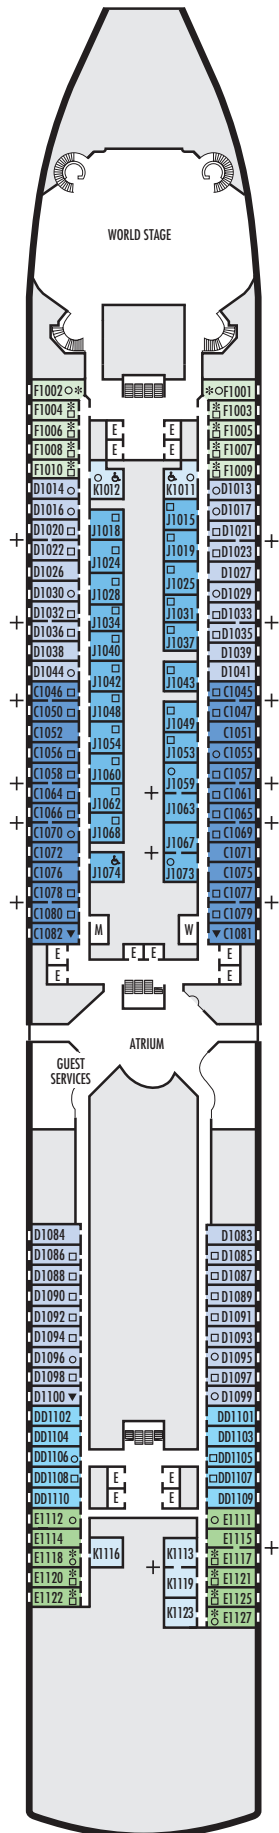 WORLD STAGE
F1002 F1001
F1004 E F1003
F1006 F1005
F1008 E F1007
F1010 F1009
D1014 K1012 K1011 D1013
D1016 J1015 D1017
D1020 J1018 D1021
D1022 J1019 D1023
D1026 J1024 J1025 D1027
D1030 J1028 D1029
D1032 J1034 J1031 D1033
D1036 J1037 D1035
D1038 J1040 D1039
D1044 J1042 J1043 D1041
C1046 C1045
C1050 J1048 J1049 C1047
C1052 C1051
C1056 J1054 J1053 C1055
C1058 J1060 J1059 C1057
C1064 J1062 J1063 C1061
C1066 C1065
C1070 J1068 J1067 C1069
C1072 C1071
C1076 J1074 J1073 C1075
C1078 C1077
C1080 C1079
C1082 M W C1081
E E E E
E E
ATRIUM
GUEST
SERVICES
D1084 D1083
D1086 D1085
D1088 D1087
D1090 D1089
D1092 D1091
D1094 D1093
D1096 D1095
D1098 D1097
D1100 D1099
DD1102 DD1101
DD1104 DD1103
DD1106 DD1105
DD1108 E E DD1107
DD1110 E E DD1109
E1112 E1111
E1114 E1115
E1118 K1116 K1113 E1117
E1120 K1119 E1121
E1122 E1125
K1123 E1127